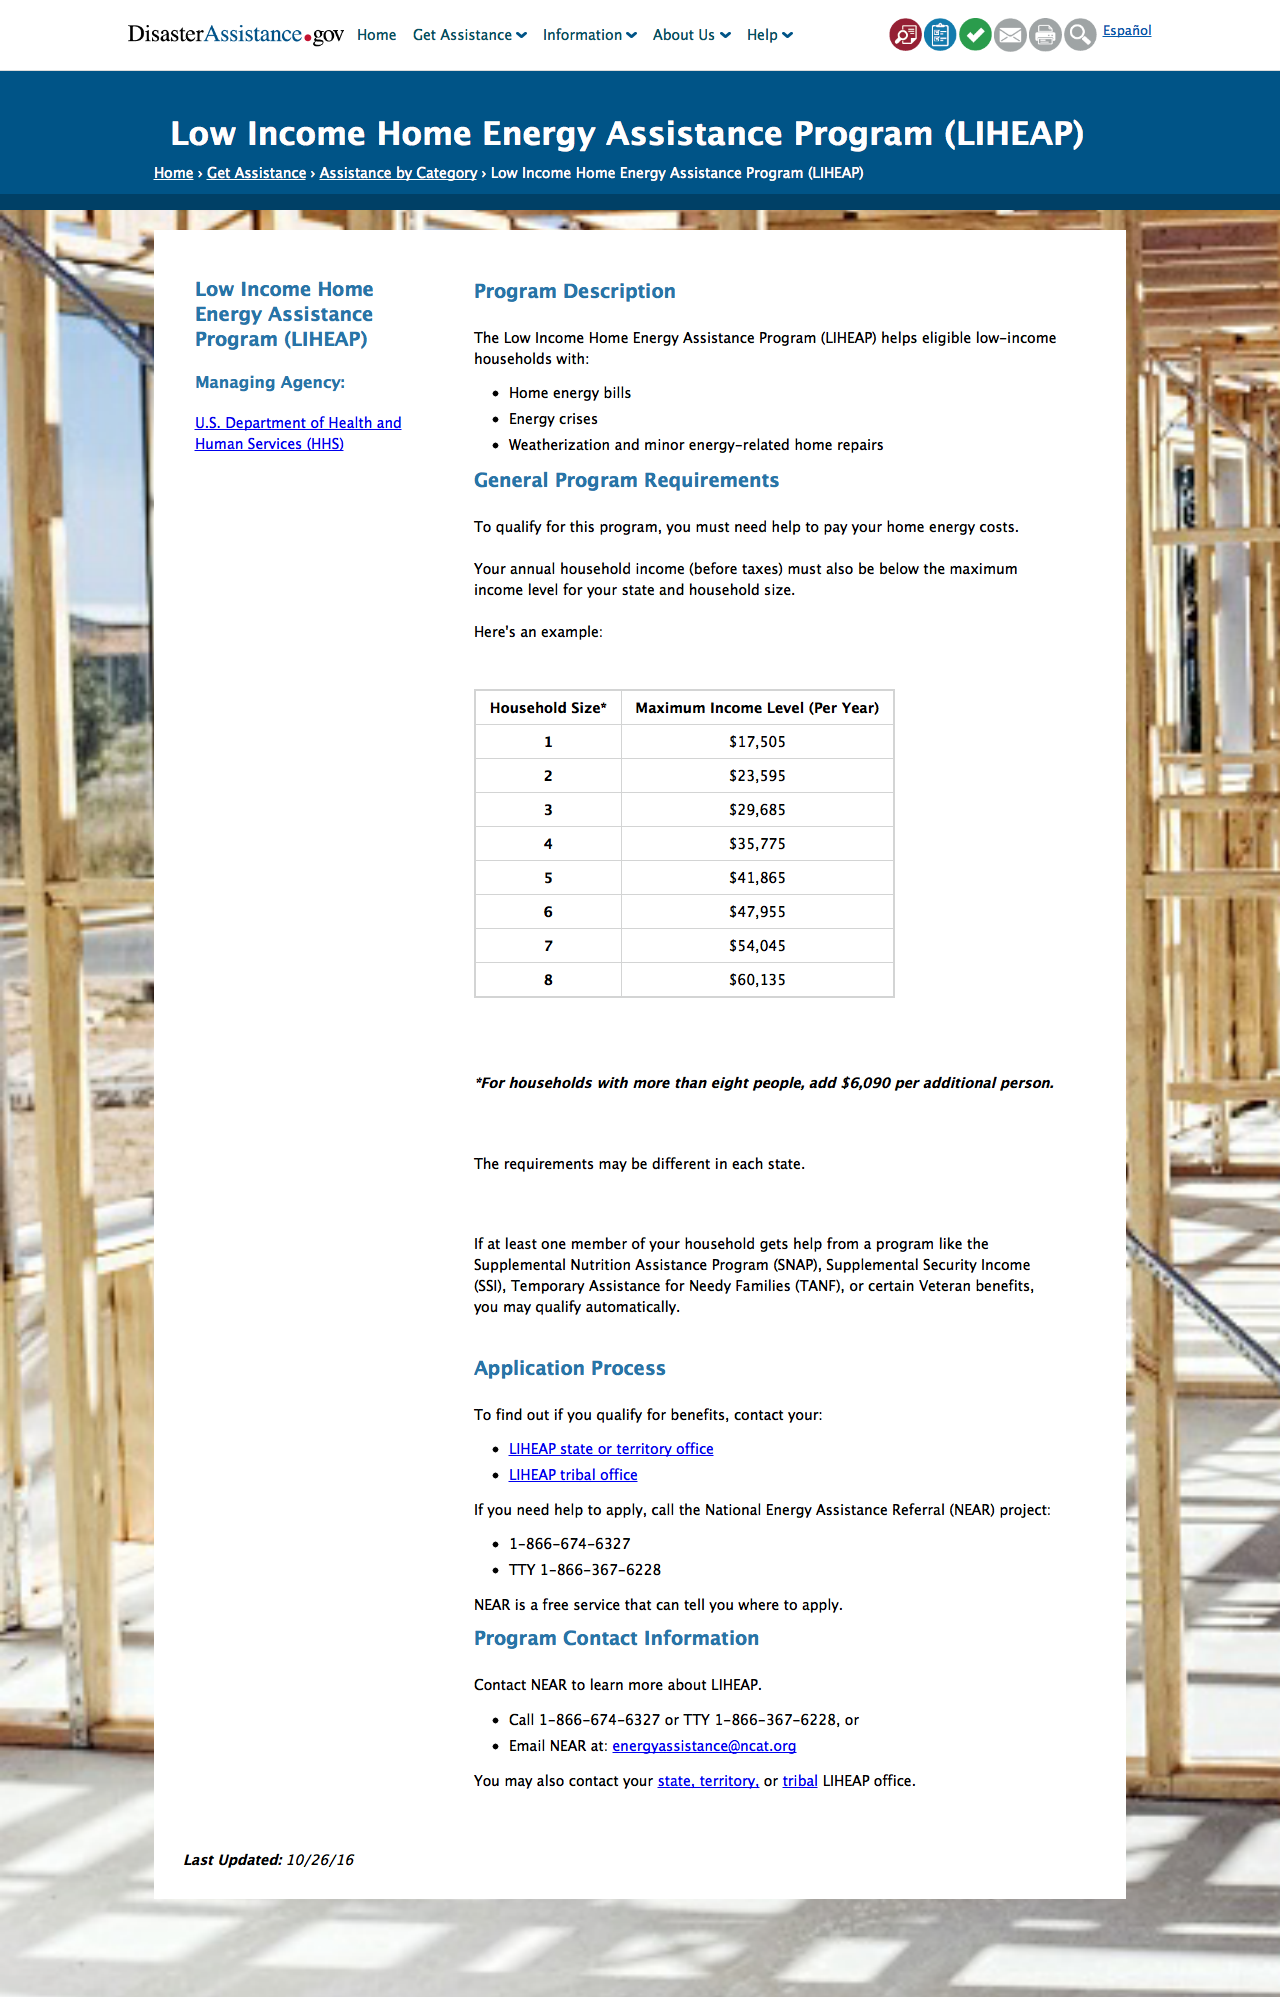 DisasterAssistance.gov Home Get Assistance Information About Us Help Español
Low Income Home Energy Assistance Program (LIHEAP)
Home › Get Assistance › Assistance by Category › Low Income Home Energy Assistance Program (LIHEAP)
Low Income Home
Energy Assistance
Program (LIHEAP)
Managing Agency:
U.S. Department of Health and
Human Services (HHS)
Program Description
The Low Income Home Energy Assistance Program (LIHEAP) helps eligible low-income
households with:
• Home energy bills
• Energy crises
• Weatherization and minor energy-related home repairs
General Program Requirements
To qualify for this program, you must need help to pay your home energy costs.
Your annual household income (before taxes) must also be below the maximum
income level for your state and household size.
Here's an example:
Household Size* Maximum Income Level (Per Year)
1 $17,505
2 $23,595
3 $29,685
4 $35,775
5 $41,865
6 $47,955
7 $54,045
8 $60,135
*For households with more than eight people, add $6,090 per additional person.
The requirements may be different in each state.
If at least one member of your household gets help from a program like the
Supplemental Nutrition Assistance Program (SNAP), Supplemental Security Income
(SSI), Temporary Assistance for Needy Families (TANF), or certain Veteran benefits,
you may qualify automatically.
Application Process
To find out if you qualify for benefits, contact your:
• LIHEAP state or territory office
• LIHEAP tribal office
If you need help to apply, call the National Energy Assistance Referral (NEAR) project:
• 1-866-674-6327
• TTY 1-866-367-6228
NEAR is a free service that can tell you where to apply.
Program Contact Information
Contact NEAR to learn more about LIHEAP.
• Call 1-866-674-6327 or TTY 1-866-367-6228, or
• Email NEAR at: energyassistance@ncat.org
You may also contact your state, territory, or tribal LIHEAP office.
Last Updated: 10/26/16